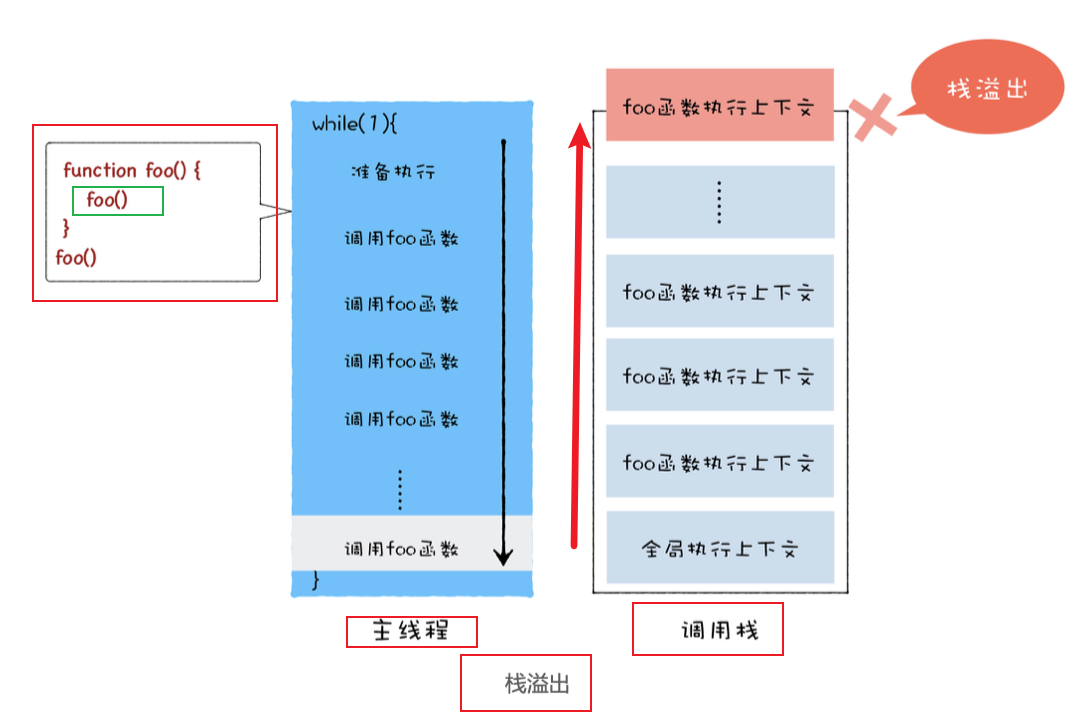 function foo() {
foo()
}
foo()
while(1){
准备执行
调用foo函数
调用foo函数
调用foo函数
调用foo函数
调用foo函数
}
主线程
foo函数执行上下文
栈溢出
foo函数执行上下文
foo函数执行上下文
foo函数执行上下文
全局执行上下文
调用栈
栈溢出